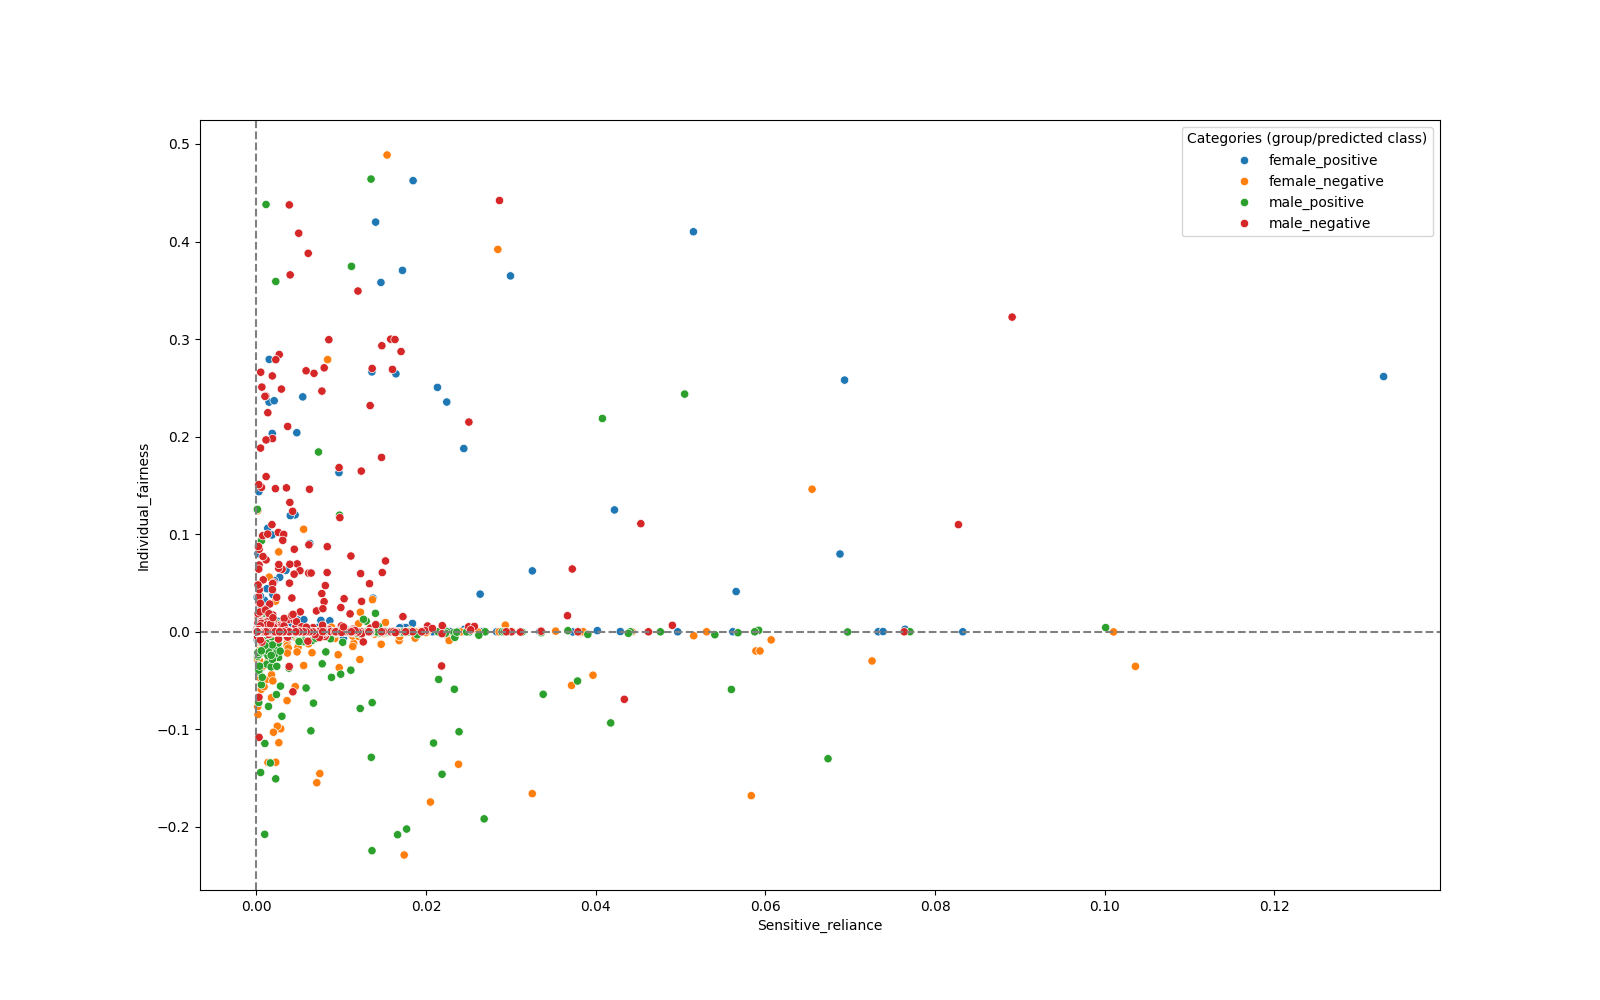 Categories (group/predicted class)
female_positive
female_negative
male_positive
male_negative
0.5
0.4
0.3
0.2
0.1
0.0
−0.1
−0.2
Individual_fairness
0.00 0.02 0.04 0.06 0.08 0.10 0.12
Sensitive_reliance